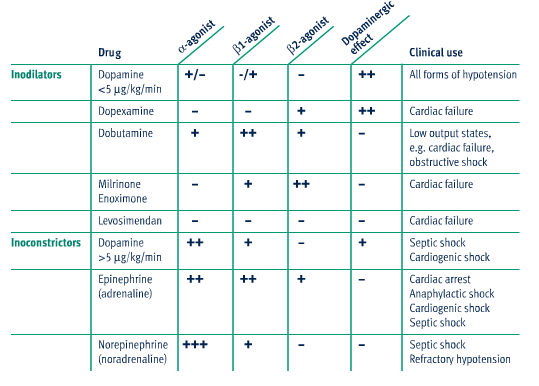 Drug α-agonist β1-agonist β2-agonist Dopaminergic effect Clinical use
Inodilators Dopamine +/− -/+ − ++ All forms of hypotension
<5 µg/kg/min
Dopexamine − − + ++ Cardiac failure
Dobutamine + ++ + − Low output states,
e.g. cardiac failure,
obstructive shock
Milrinone − + ++ − Cardiac failure
Enoximone
Levosimendan − − − − Cardiac failure
Inoconstrictors Dopamine ++ + − + Septic shock
>5 µg/kg/min Cardiogenic shock
Epinephrine ++ ++ + − Cardiac arrest
(adrenaline) Anaphylactic shock
Cardiogenic shock
Septic shock
Norepinephrine +++ + − − Septic shock
(noradrenaline) Refractory hypotension